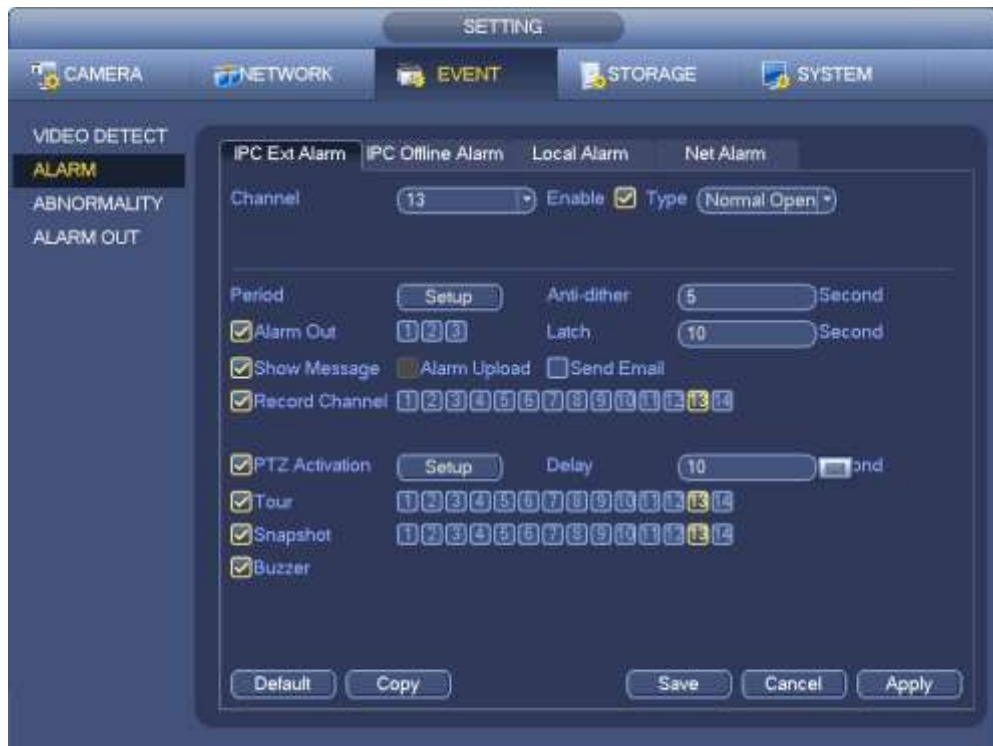 SETTING
CAMERA NETWORK EVENT STORAGE SYSTEM
VIDEO DETECT
ALARM
ABNORMALITY
ALARM OUT
IPC Ext Alarm IPC Offline Alarm Local Alarm Net Alarm
Channel 13 Enable Type Normal Open
Period Setup Anti-dither 5 Second
Alarm Out 1 2 3 Latch 10 Second
Show Message Alarm Upload Send Email
Record Channel 1 2 3 4 5 6 7 8 9 10 11 12 13 14
PTZ Activation Setup Delay 10 ond
Tour 1 2 3 4 5 6 7 8 9 10 11 12 13 14
Snapshot 1 2 3 4 5 6 7 8 9 10 11 12 13 14
Buzzer
Default Copy Save Cancel Apply